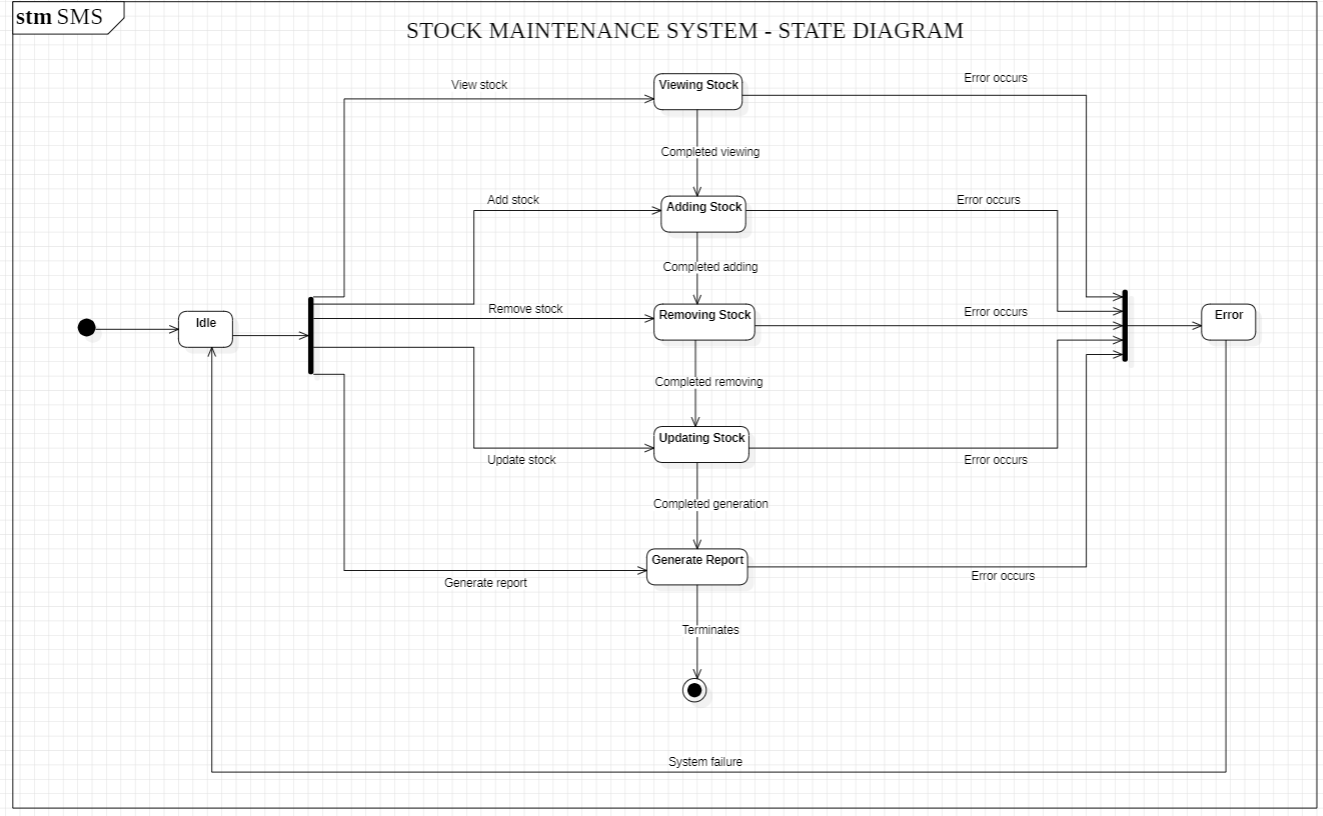 stm SMS
STOCK MAINTENANCE SYSTEM - STATE DIAGRAM
View stock
Viewing Stock
Error occurs
Completed viewing
Add stock
Adding Stock
Error occurs
Completed adding
Remove stock
Removing Stock
Error occurs
Idle
Error
Completed removing
Updating Stock
Update stock
Error occurs
Completed generation
Generate Report
Generate report
Error occurs
Terminates
System failure